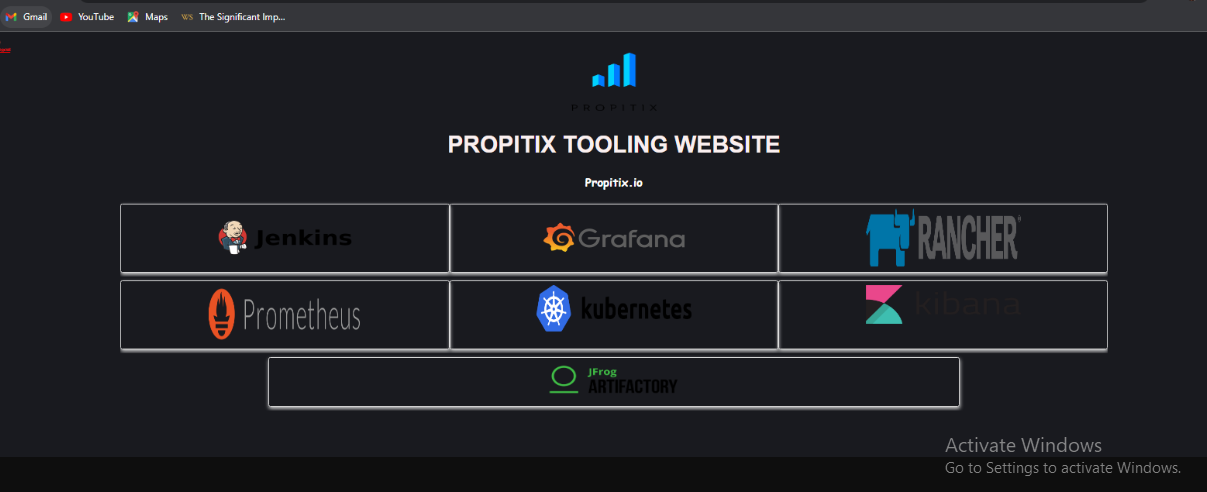 Gmail YouTube Maps The Significant Imp...
PROPITIX
PROPITIX TOOLING WEBSITE
Propitix.io
Jenkins Grafana RANCHER®
Prometheus kubernetes kibana
JFrog
ARTIFACTORY
Activate Windows
Go to Settings to activate Windows.